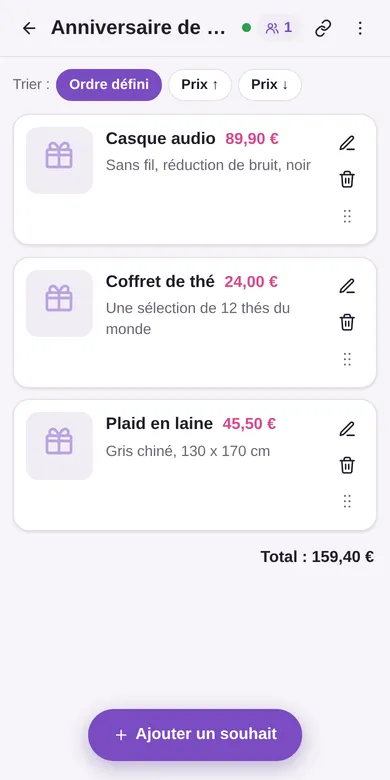 Anniversaire de ...
1
Trier :
Ordre défini
Prix ↑
Prix ↓
Casque audio 89,90 €
Sans fil, réduction de bruit, noir
Coffret de thé 24,00 €
Une sélection de 12 thés du
monde
Plaid en laine 45,50 €
Gris chiné, 130 x 170 cm
Total : 159,40 €
+ Ajouter un souhait